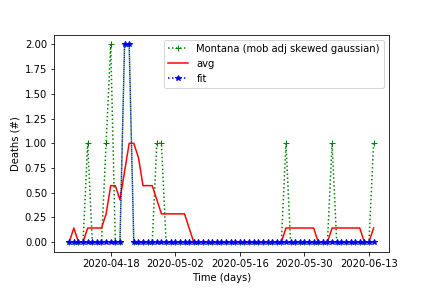 Montana (mob adj skewed gaussian)
avg
fit
Deaths (#)
2.00
1.75
1.50
1.25
1.00
0.75
0.50
0.25
0.00
2020-04-18 2020-05-02 2020-05-16 2020-05-30 2020-06-13
Time (days)